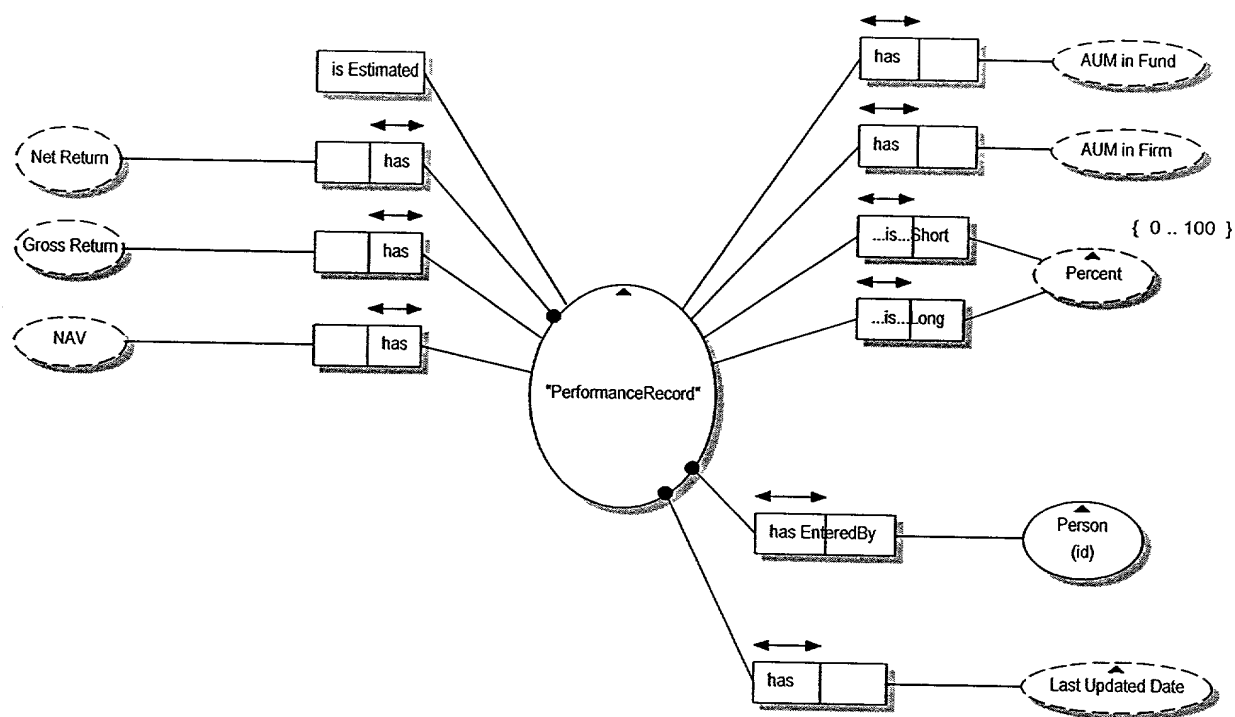 is Estimated
Net Return
has
Gross Return
has
NAV
has
"PerformanceRecord"
has
AUM in Fund
has
AUM in Firm
...is...Short
{ 0 .. 100 }
Percent
...is...Long
has EnteredBy
Person
(id)
has
Last Updated Date